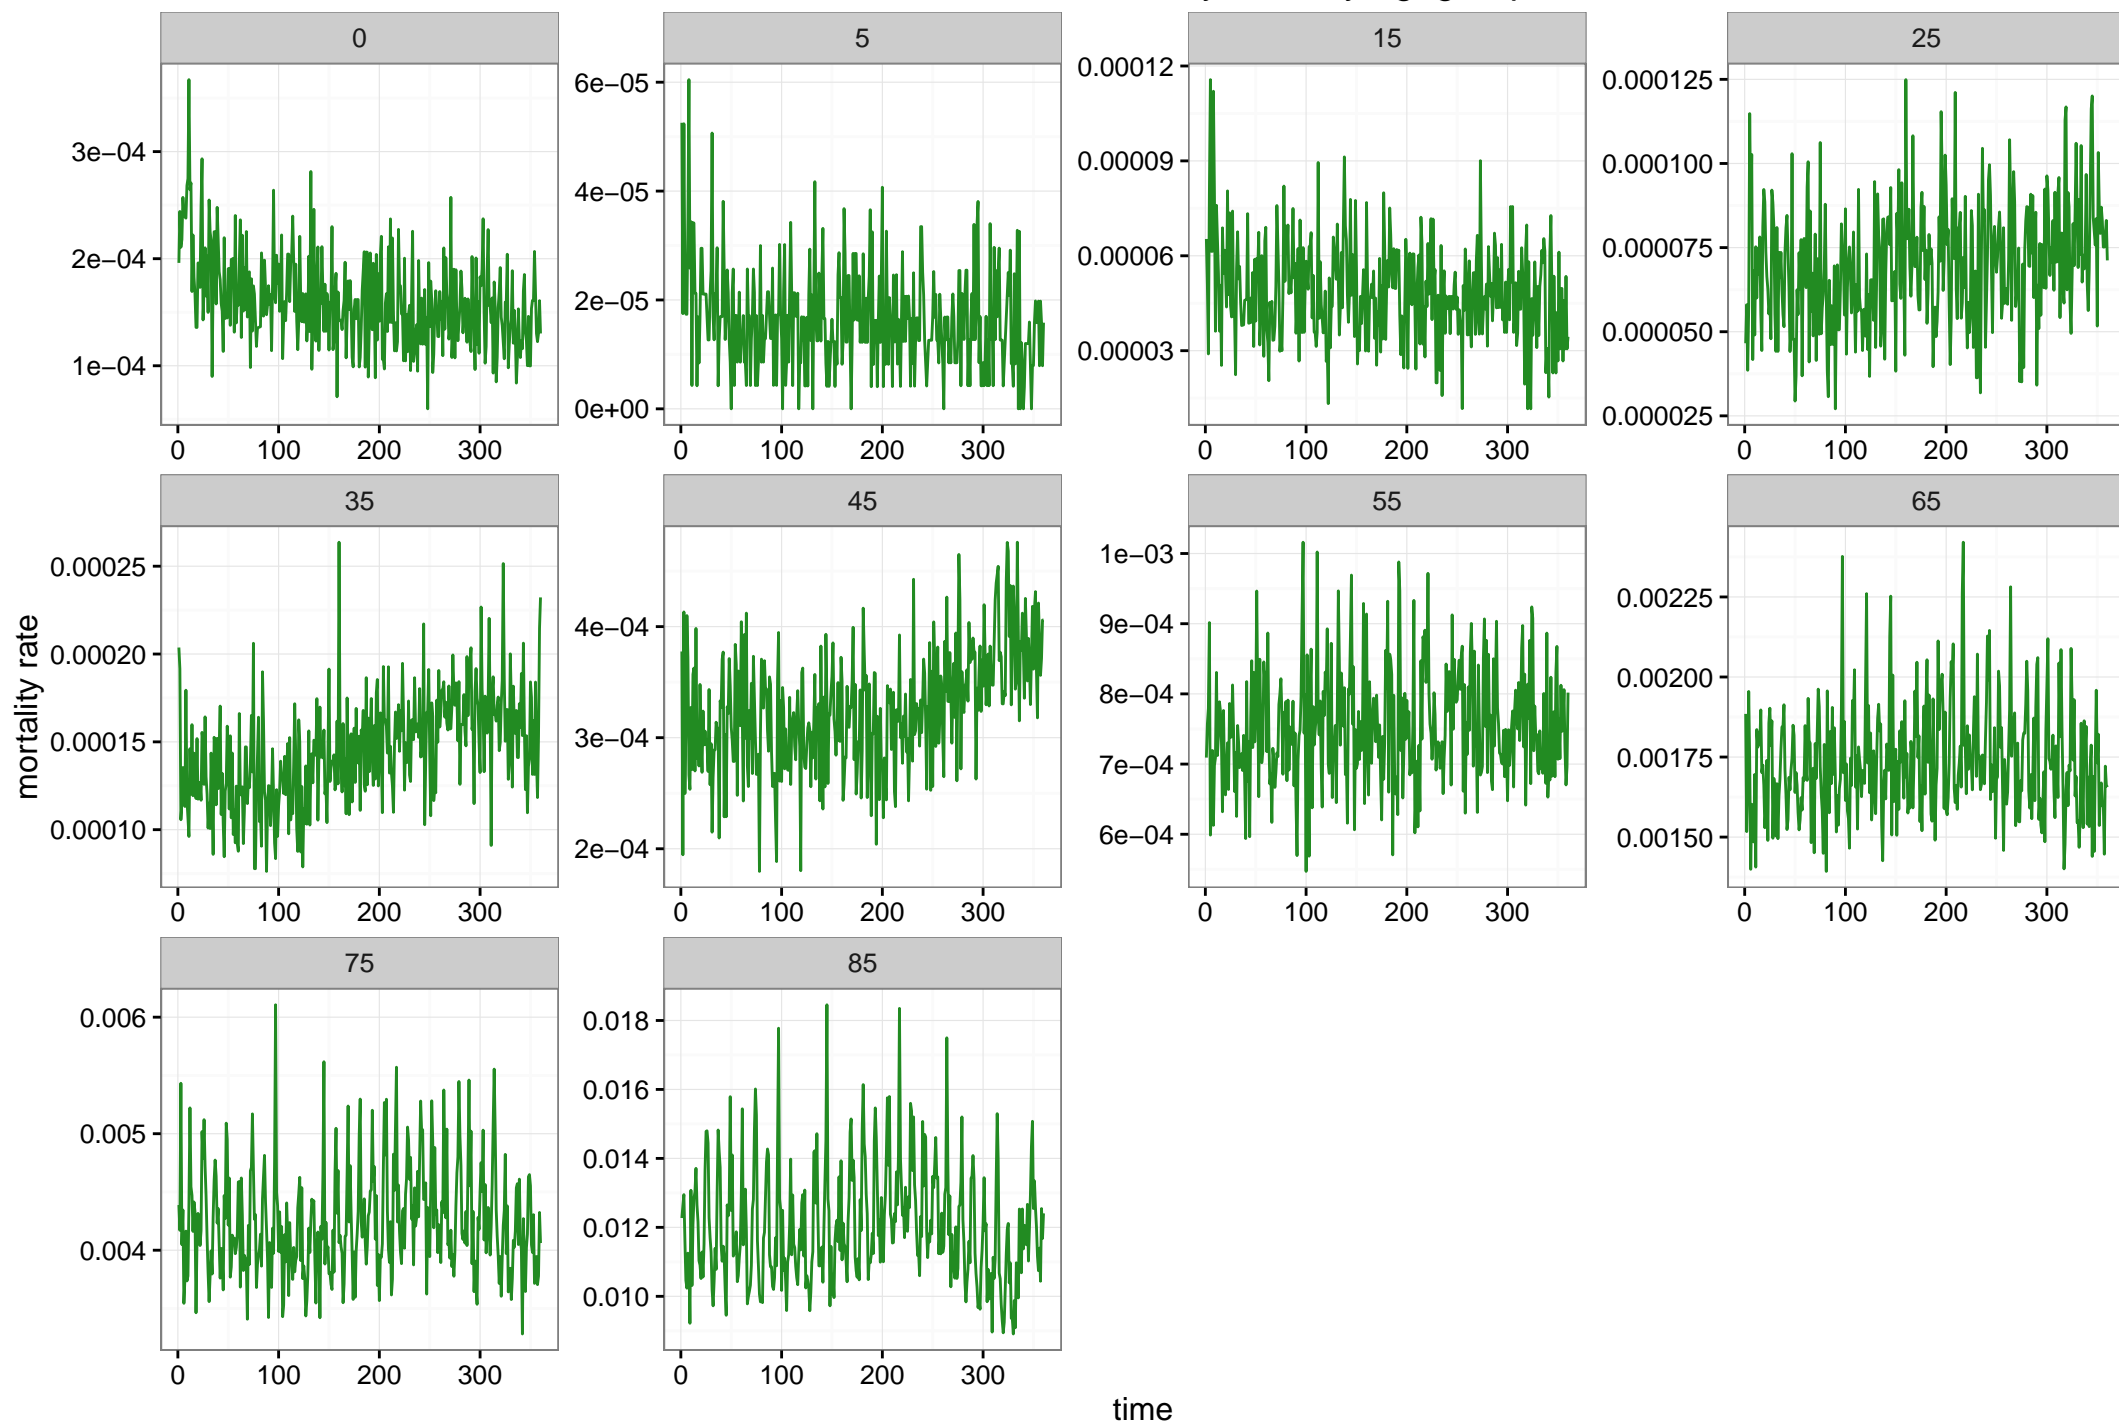 0 5 15 25
3e−04
2e−04
1e−04
0 100 200 300
6e−05
4e−05
2e−05
0e+00
0 100 200 300
0.00012
0.00009
0.00006
0.00003
0 100 200 300
0.000125
0.000100
0.000075
0.000050
0.000025
0 100 200 300
35 45 55 65
mortality rate
0.00025
0.00020
0.00015
0.00010
0 100 200 300
4e−04
3e−04
2e−04
0 100 200 300
1e−03
9e−04
8e−04
7e−04
6e−04
0 100 200 300
0.00225
0.00200
0.00175
0.00150
0 100 200 300
75 85
0.006
0.005
0.004
0 100 200 300
0.018
0.016
0.014
0.012
0.010
0 100 200 300
time